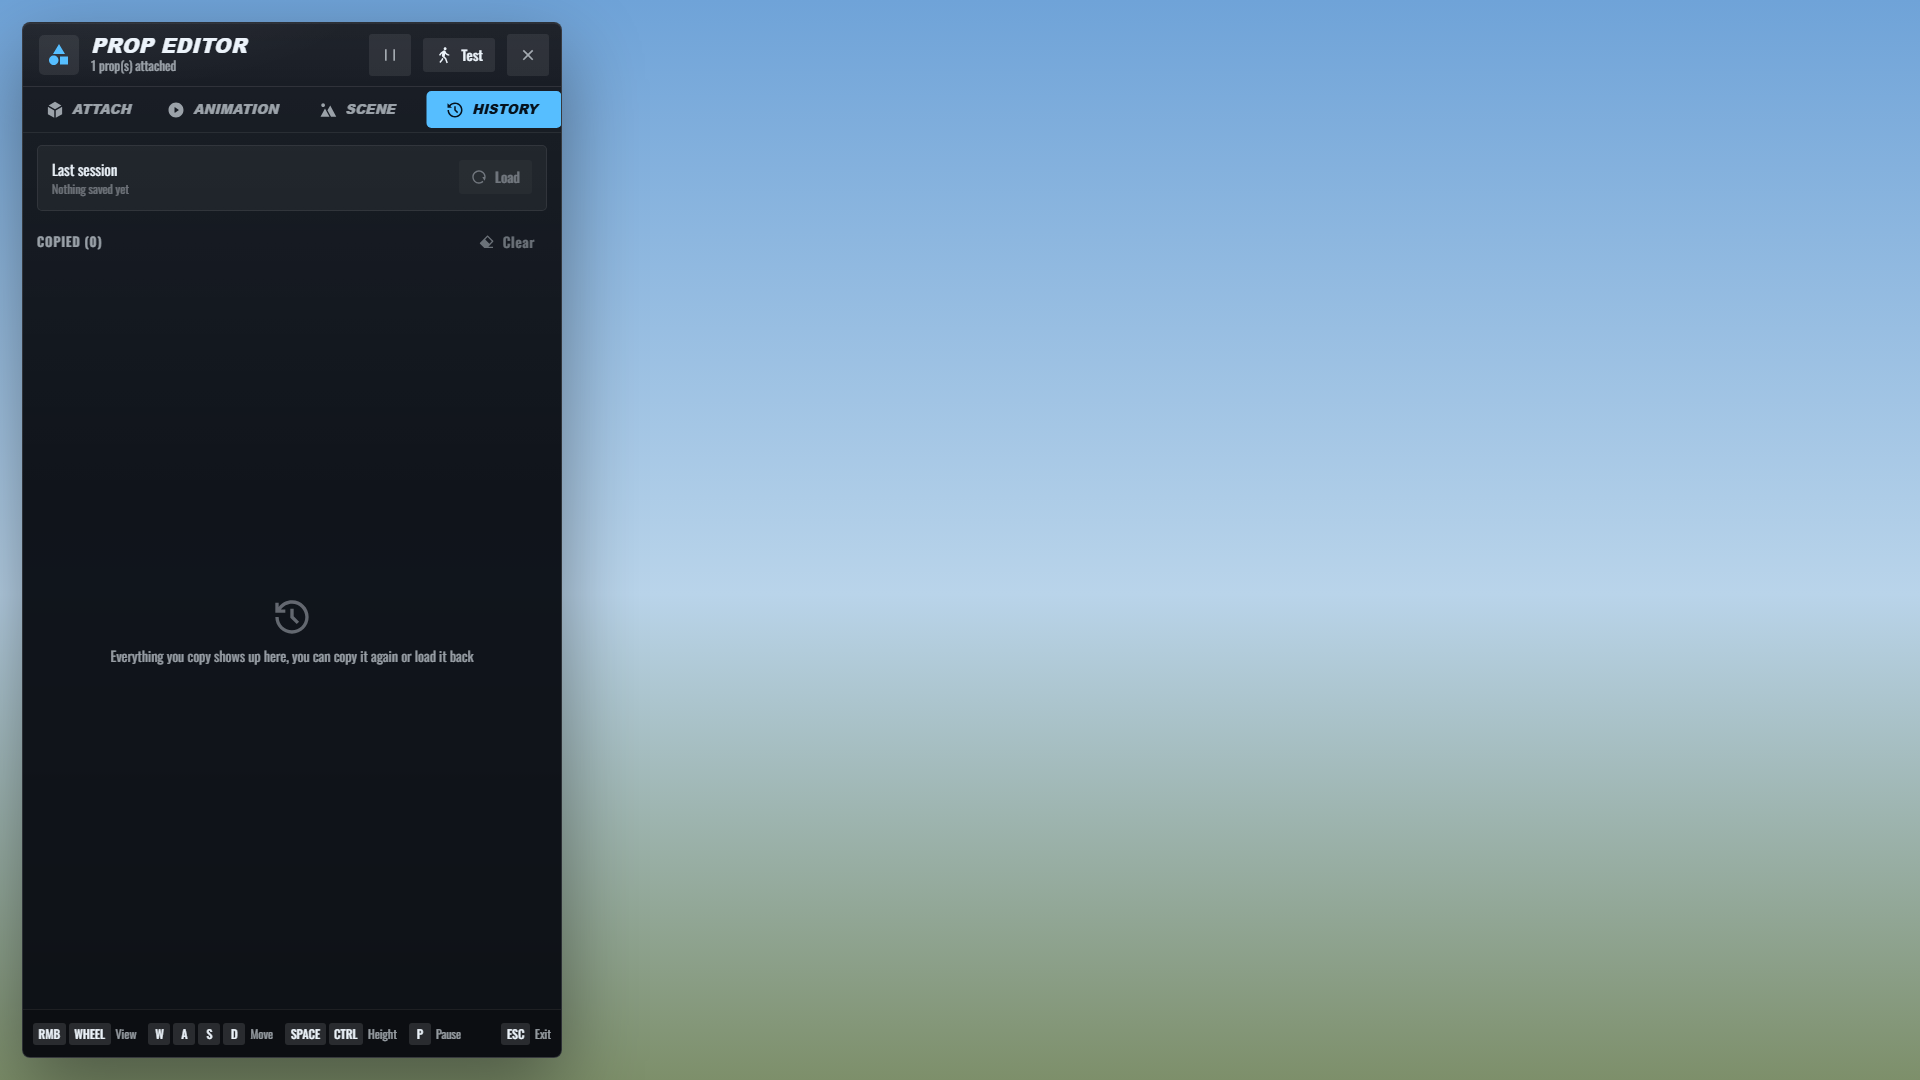 PROP EDITOR
1 prop(s) attached
Test
ATTACH
ANIMATION
SCENE
HISTORY
Last session
Nothing saved yet
Load
COPIED (0)
Clear
Everything you copy shows up here, you can copy it again or load it back
RMB WHEEL View W A S D Move SPACE CTRL Height P Pause ESC Exit